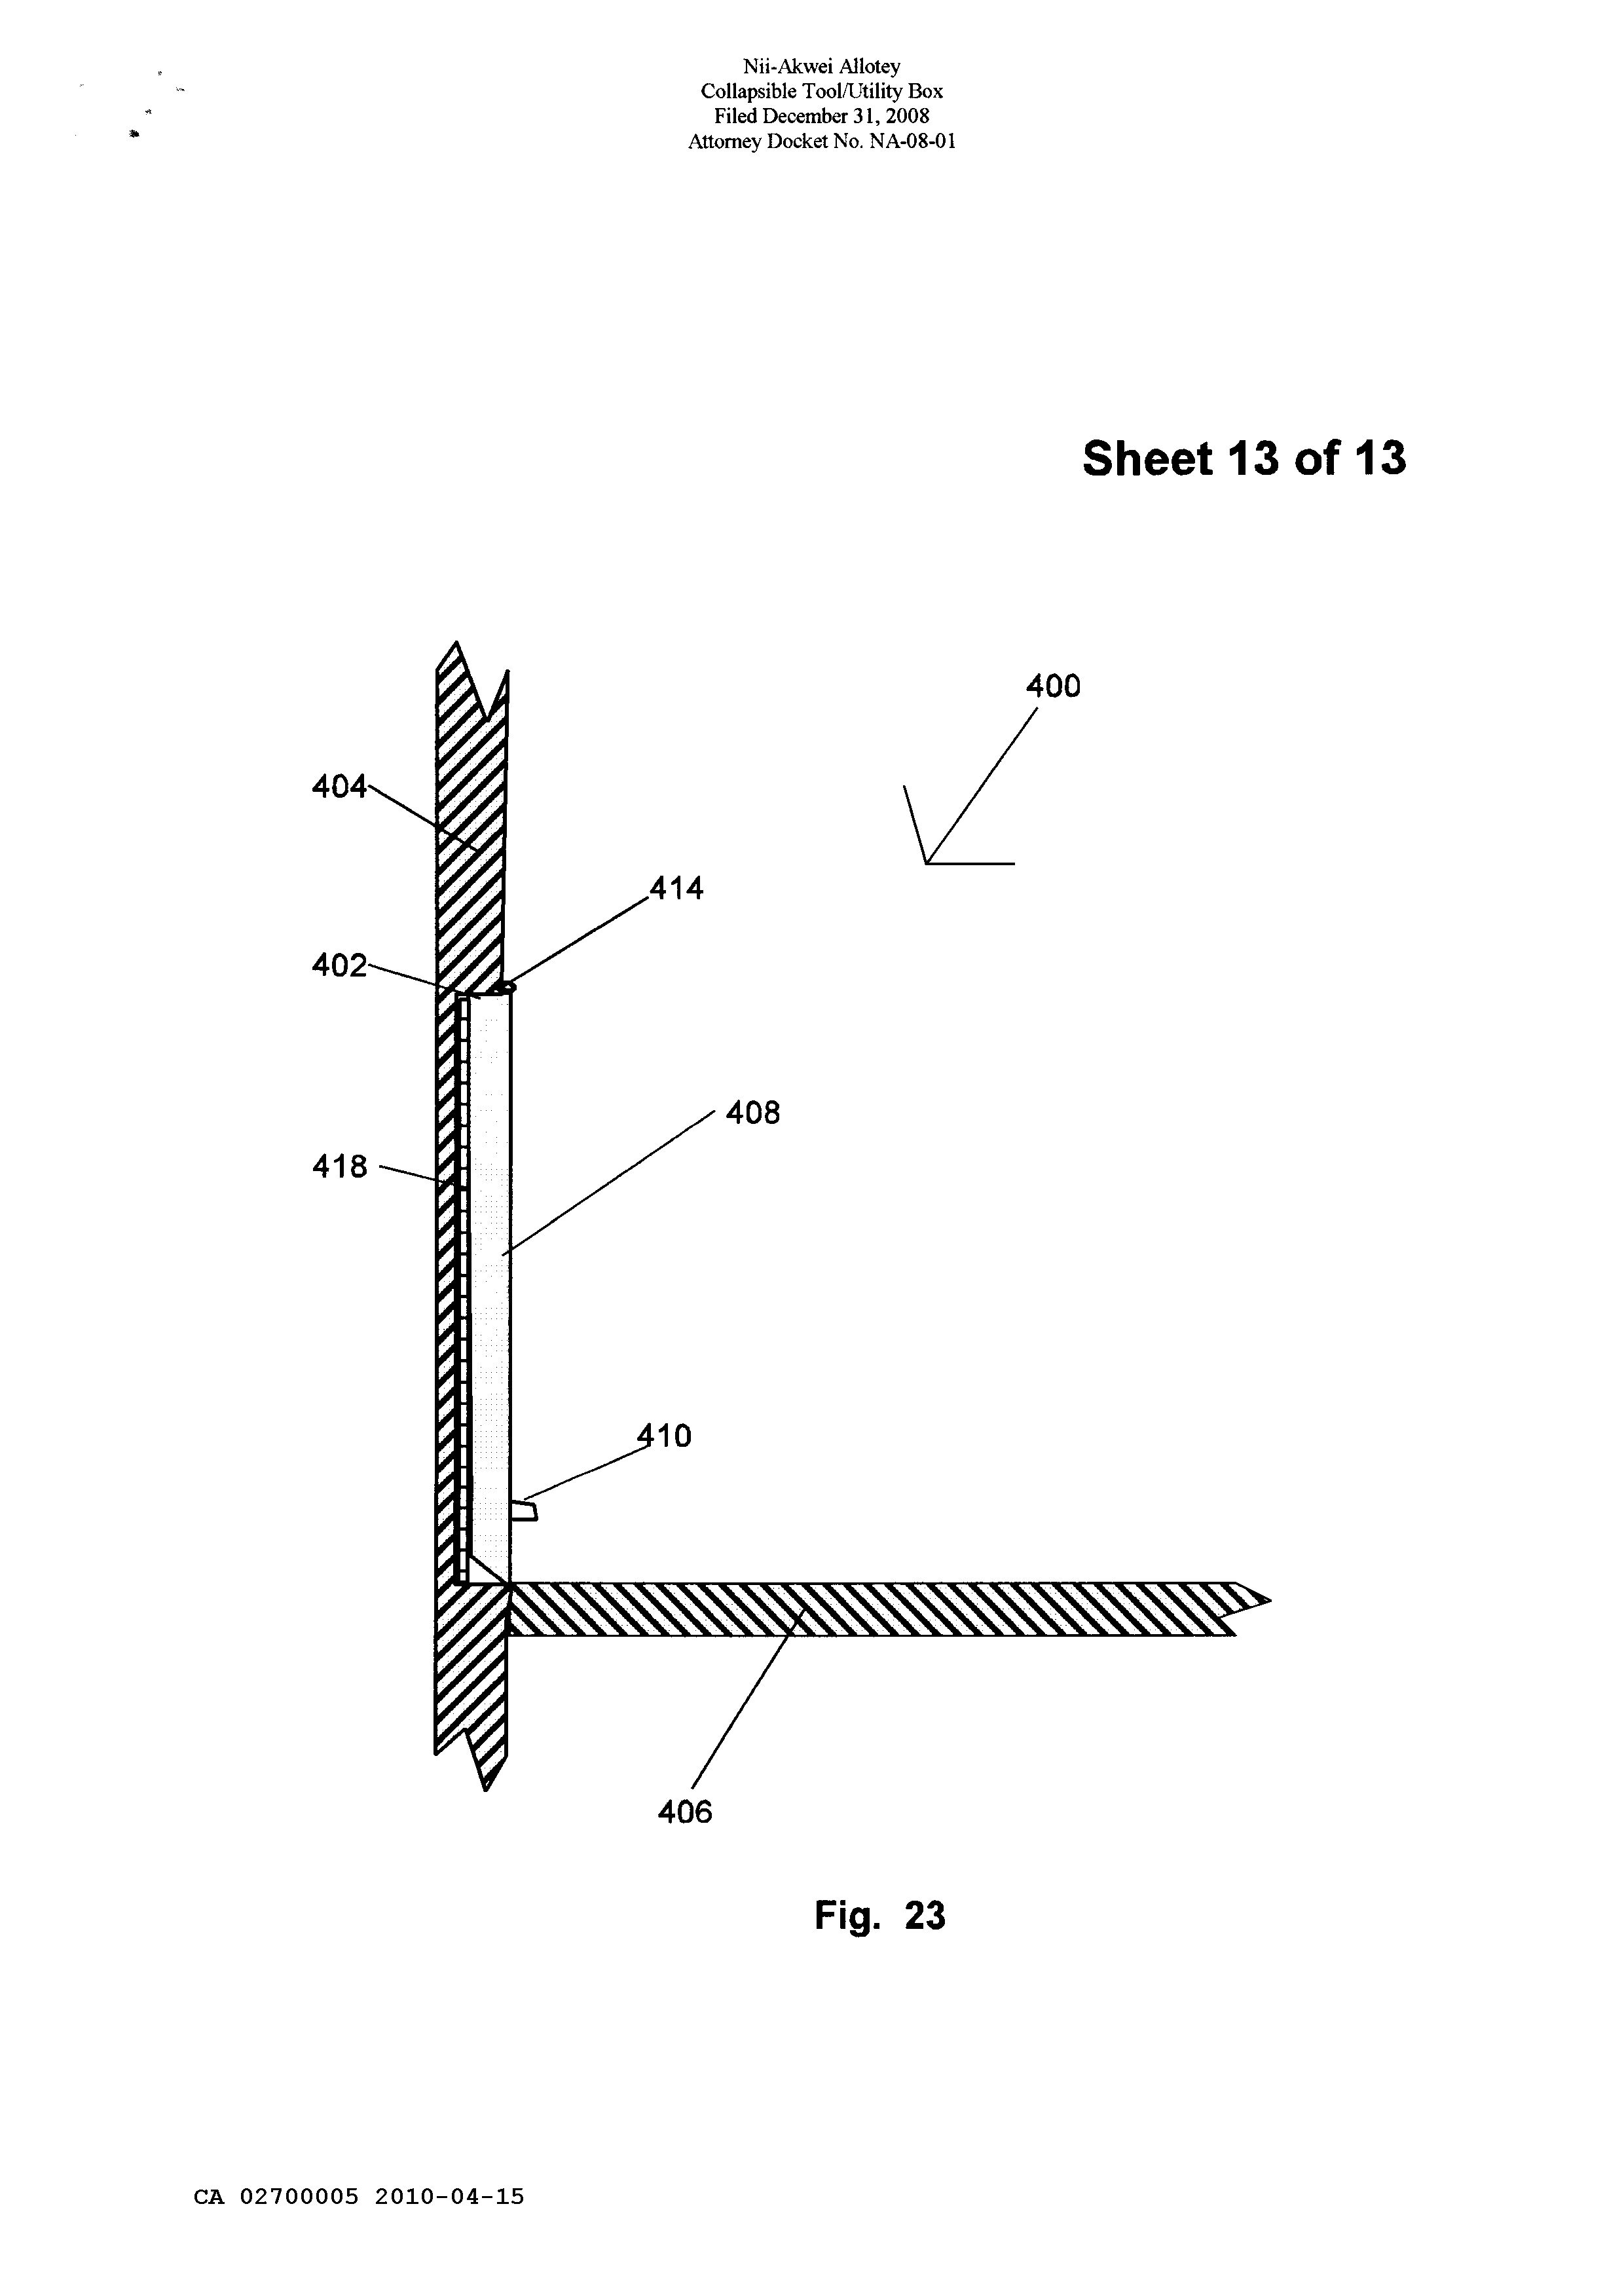 Nii-Akwei Allotey
Collapsible Tool/Utility Box
Filed December 31, 2008
Attorney Docket No. NA-08-01
Sheet 13 of 13
400
404
414
402
408
418
410
406
Fig. 23
CA 02700005 2010-04-15